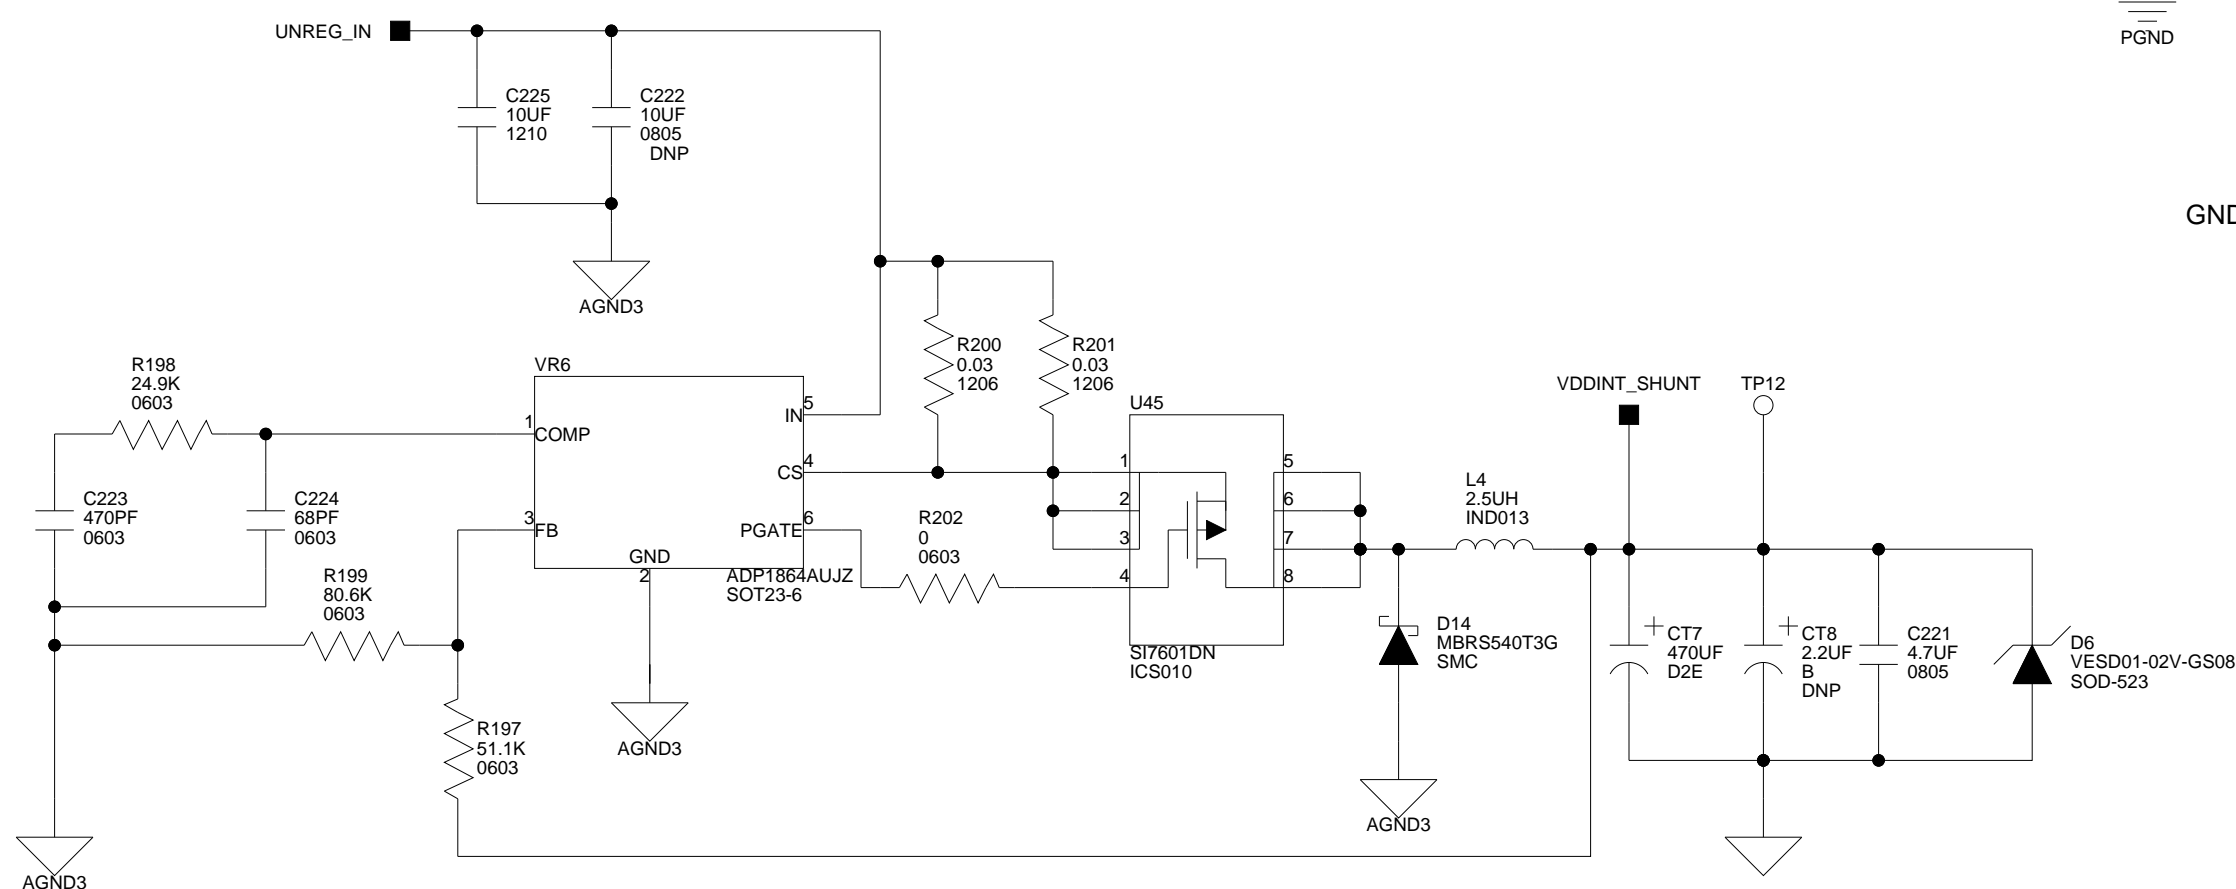 UNREG_IN
PGND
C225
10UF
1210
C222
10UF
0805
DNP
GND
AGND3
R198
24.9K
0603
VR6
R200
0.03
1206
R201
0.03
1206
VDDINT_SHUNT
TP12
U45
5
IN
1
COMP
4
CS
1
5
C223
470PF
0603
C224
68PF
0603
3
FB
6
PGATE
R202
0
0603
2
6
3
7
4
8
L4
2.5UH
IND013
GND
2
ADP1864AUJZ
SOT23-6
R199
80.6K
0603
SI7601DN
ICS010
D14
MBRS540T3G
SMC
+
CT7
470UF
D2E
+
CT8
2.2UF
B
DNP
C221
4.7UF
0805
D6
VESD01-02V-GS08
SOD-523
R197
51.1K
0603
AGND3
AGND3
AGND3